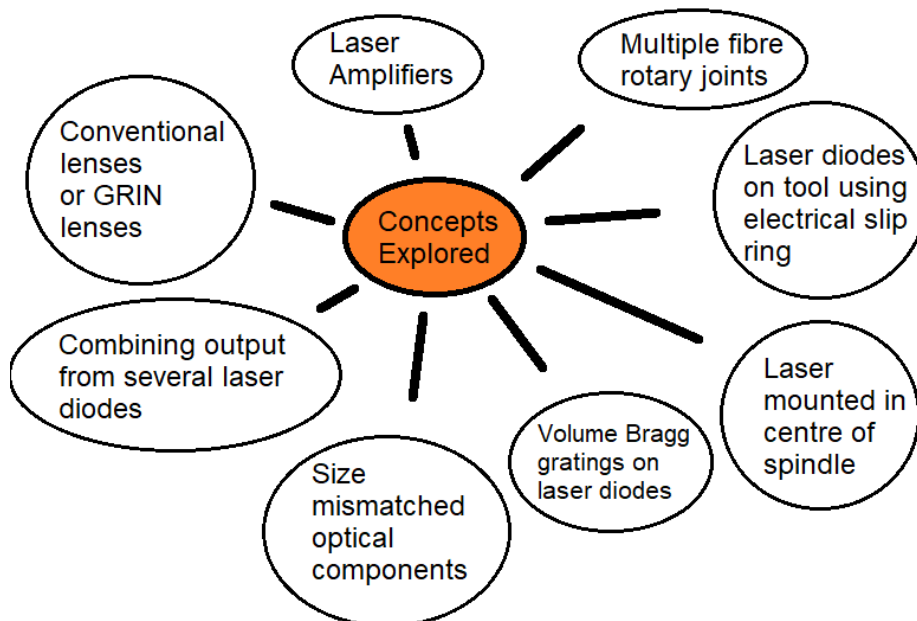 Laser
Amplifiers
Multiple fibre
rotary joints
Conventional
lenses
or GRIN
lenses
Laser diodes
on tool using
electrical slip
ring
Concepts
Explored
Combining output
from several laser
diodes
Laser
mounted in
centre of
spindle
Volume Bragg
gratings on
laser diodes
Size
mismatched
optical
components